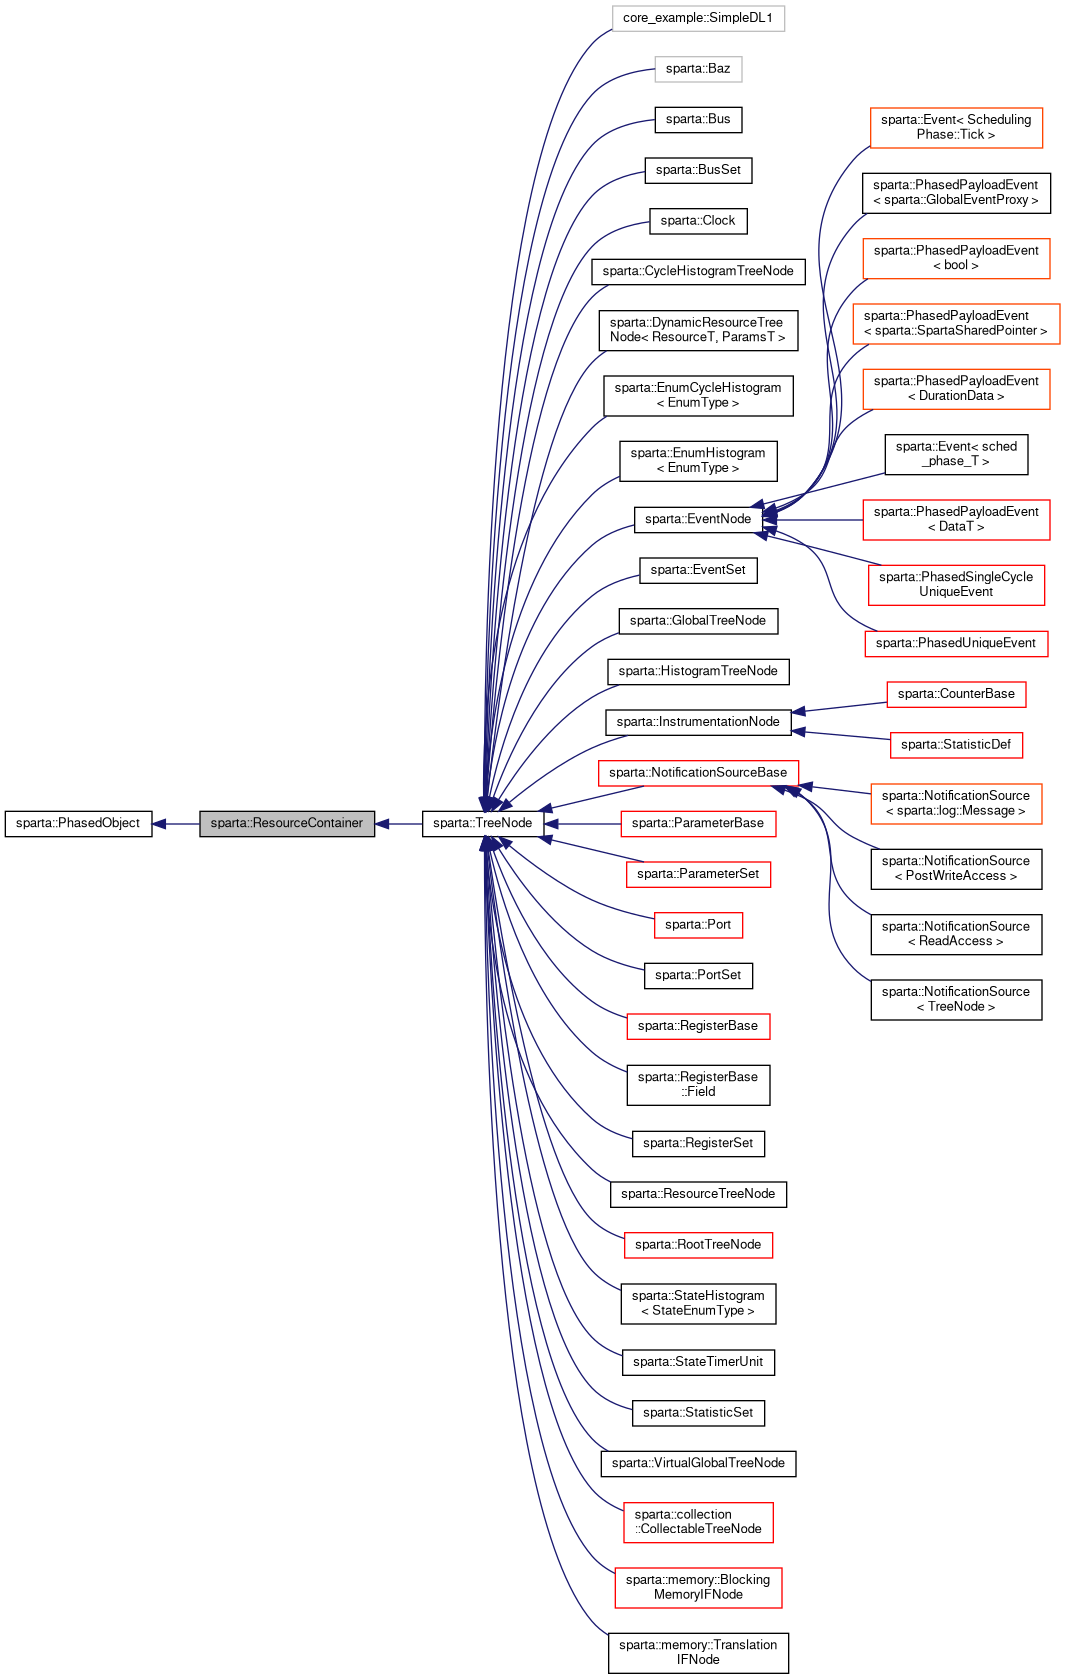 core_example::SimpleDL1
sparta::Baz
sparta::Bus
sparta::BusSet
sparta::Clock
sparta::CycleHistogramTreeNode
sparta::DynamicResourceTree
Node< ResourceT, ParamsT >
sparta::EnumCycleHistogram
< EnumType >
sparta::EnumHistogram
< EnumType >
sparta::EventNode
sparta::Event< Scheduling
Phase::Tick >
sparta::PhasedPayloadEvent
< sparta::GlobalEventProxy >
sparta::PhasedPayloadEvent
< bool >
sparta::PhasedPayloadEvent
< sparta::SpartaSharedPointer >
sparta::PhasedPayloadEvent
< DurationData >
sparta::Event< sched
_phase_T >
sparta::PhasedPayloadEvent
< DataT >
sparta::PhasedSingleCycle
UniqueEvent
sparta::PhasedUniqueEvent
sparta::EventSet
sparta::GlobalTreeNode
sparta::HistogramTreeNode
sparta::InstrumentationNode
sparta::CounterBase
sparta::StatisticDef
sparta::NotificationSourceBase
sparta::NotificationSource
< sparta::log::Message >
sparta::NotificationSource
< PostWriteAccess >
sparta::NotificationSource
< ReadAccess >
sparta::NotificationSource
< TreeNode >
sparta::PhasedObject
sparta::ResourceContainer
sparta::TreeNode
sparta::ParameterBase
sparta::ParameterSet
sparta::Port
sparta::PortSet
sparta::RegisterBase
sparta::RegisterBase
::Field
sparta::RegisterSet
sparta::ResourceTreeNode
sparta::RootTreeNode
sparta::StateHistogram
< StateEnumType >
sparta::StateTimerUnit
sparta::StatisticSet
sparta::VirtualGlobalTreeNode
sparta::collection
::CollectableTreeNode
sparta::memory::Blocking
MemoryIFNode
sparta::memory::Translation
IFNode